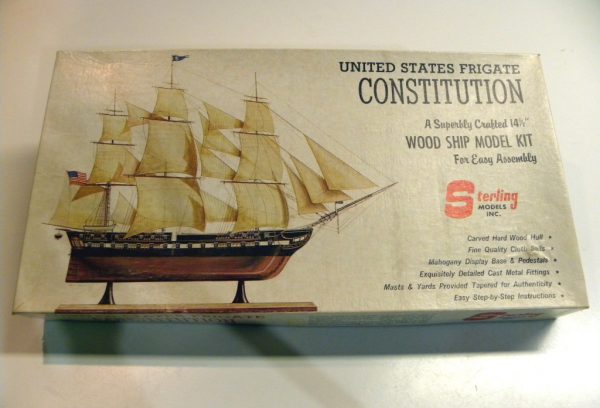 UNITED STATES FRIGATE
CONSTITUTION
A Superbly Crafted 14½"
WOOD SHIP MODEL KIT
For Easy Assembly
Sterling
MODELS
INC.
Carved Hard Wood Hull •
Fine Quality Cloth Sails •
Mahogany Display Base & Pedestals •
Exquisitely Detailed Cast Metal Fittings •
Masts & Yards Provided Tapered for Authenticity •
Easy Step-by-Step Instructions •
Sterling